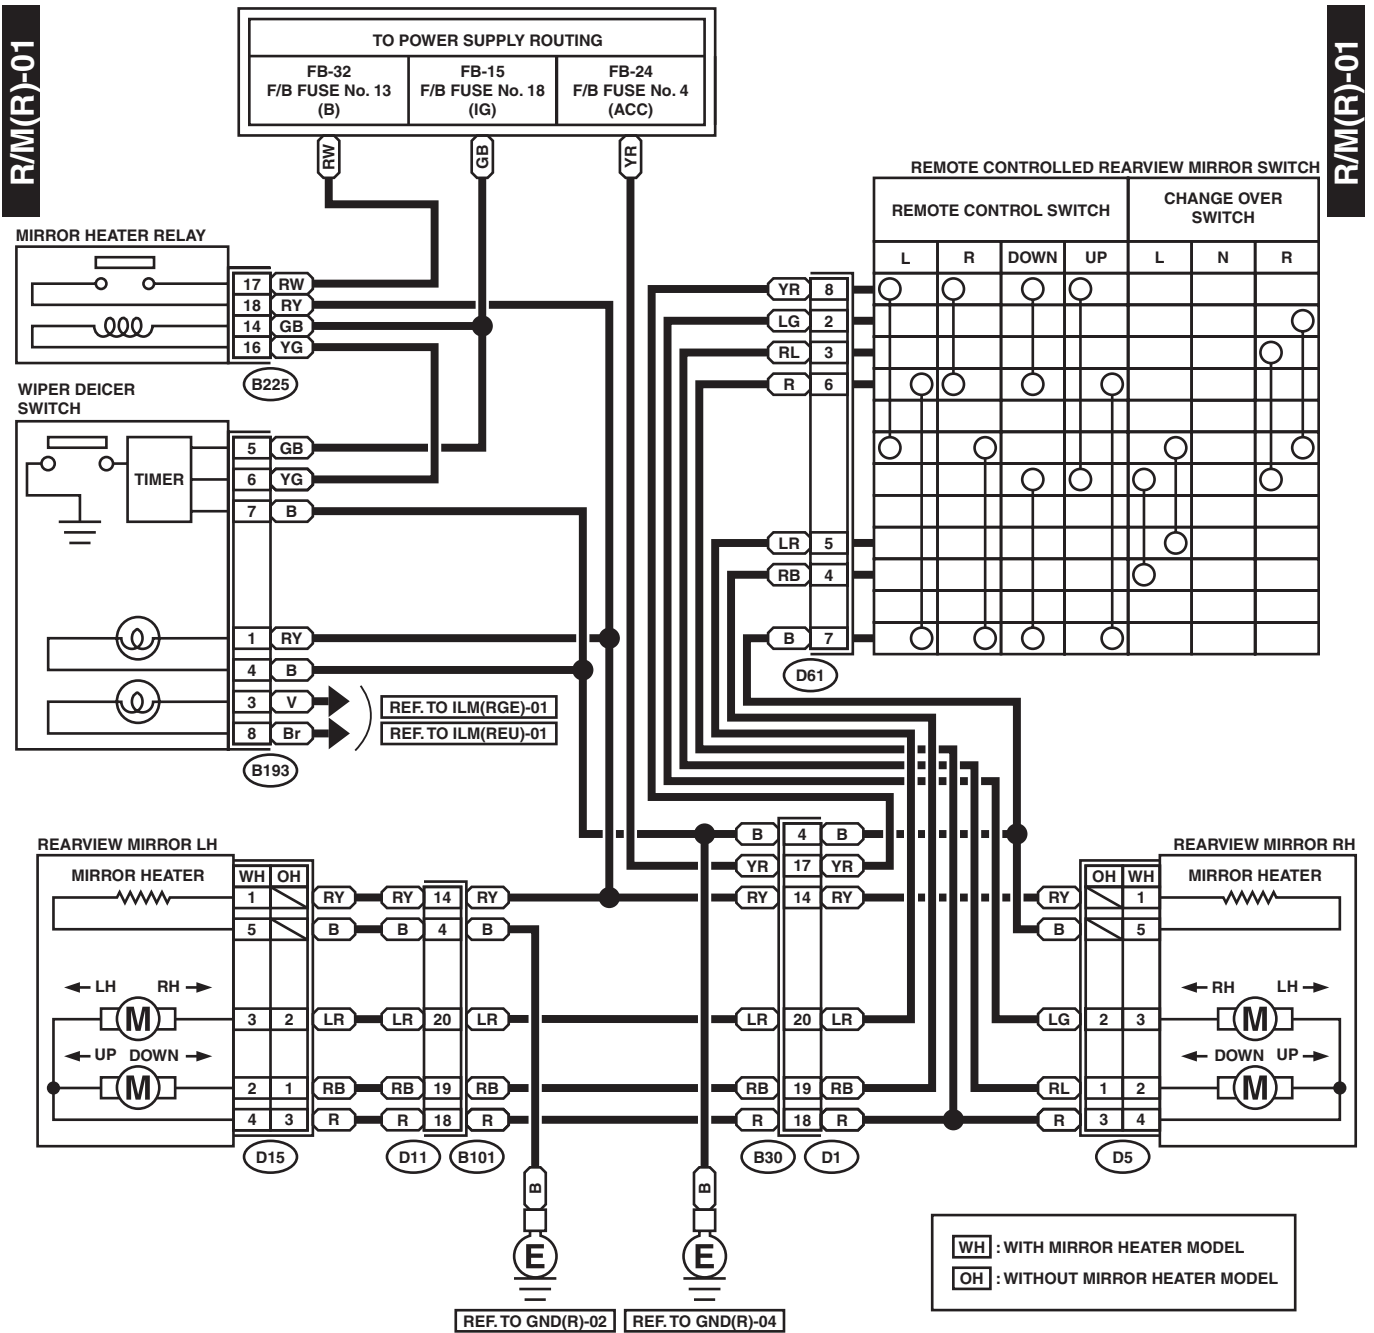 R/M(R)-01
R/M(R)-01
TO POWER SUPPLY ROUTING
FB-32
F/B FUSE No. 13
(B)
FB-15
F/B FUSE No. 18
(IG)
FB-24
F/B FUSE No. 4
(ACC)
RW
GB
YR
MIRROR HEATER RELAY
17 RW
18 RY
14 GB
16 YG
B225
WIPER DEICER
SWITCH
TIMER
5 GB
6 YG
7 B
1 RY
4 B
3 V
8 Br
B193
REF. TO ILM(RGE)-01
REF. TO ILM(REU)-01
REMOTE CONTROLLED REARVIEW MIRROR SWITCH
REMOTE CONTROL SWITCH
CHANGE OVER
SWITCH
L R DOWN UP L N R
YR 8
LG 2
RL 3
R 6
LR 5
RB 4
B 7
D61
REARVIEW MIRROR LH
MIRROR HEATER
WH OH
1 RY RY 14 RY
5 B B 4 B
LH RH
M
3 2 LR LR 20 LR
UP DOWN
M
2 1 RB RB 19 RB
4 3 R R 18 R
D15 D11 B101
B 4 B
YR 17 YR
RY 14 RY
LR 20 LR
RB 19 RB
R 18 R
B30 D1
REARVIEW MIRROR RH
MIRROR HEATER
OH WH
RY 1
B 5
RH LH
M
LG 2 3
DOWN UP
M
RL 1 2
R 3 4
D5
B
E
REF. TO GND(R)-02
B
E
REF. TO GND(R)-04
WH : WITH MIRROR HEATER MODEL
OH : WITHOUT MIRROR HEATER MODEL